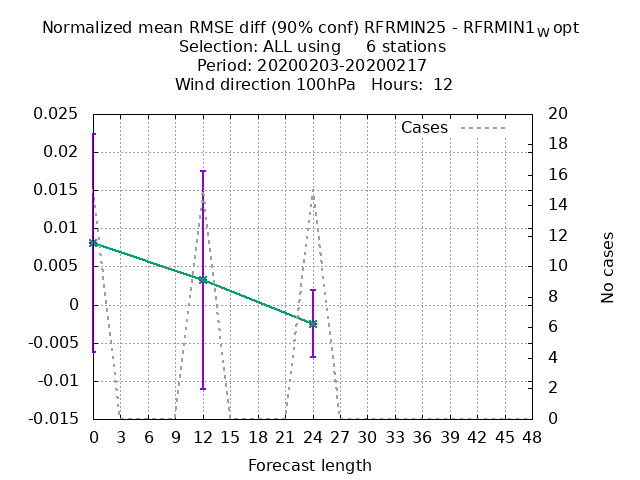 Normalized mean RMSE diff (90% conf) RFRMIN25 - RFRMIN1W opt
Selection: ALL using 6 stations
Period: 20200203-20200217
Wind direction 100hPa Hours: 12
Cases
0.025
0.02
0.015
0.01
0.005
0
-0.005
-0.01
-0.015
20
18
16
14
12
10
8
6
4
2
0
No cases
0 3 6 9 12 15 18 21 24 27 30 33 36 39 42 45 48
Forecast length